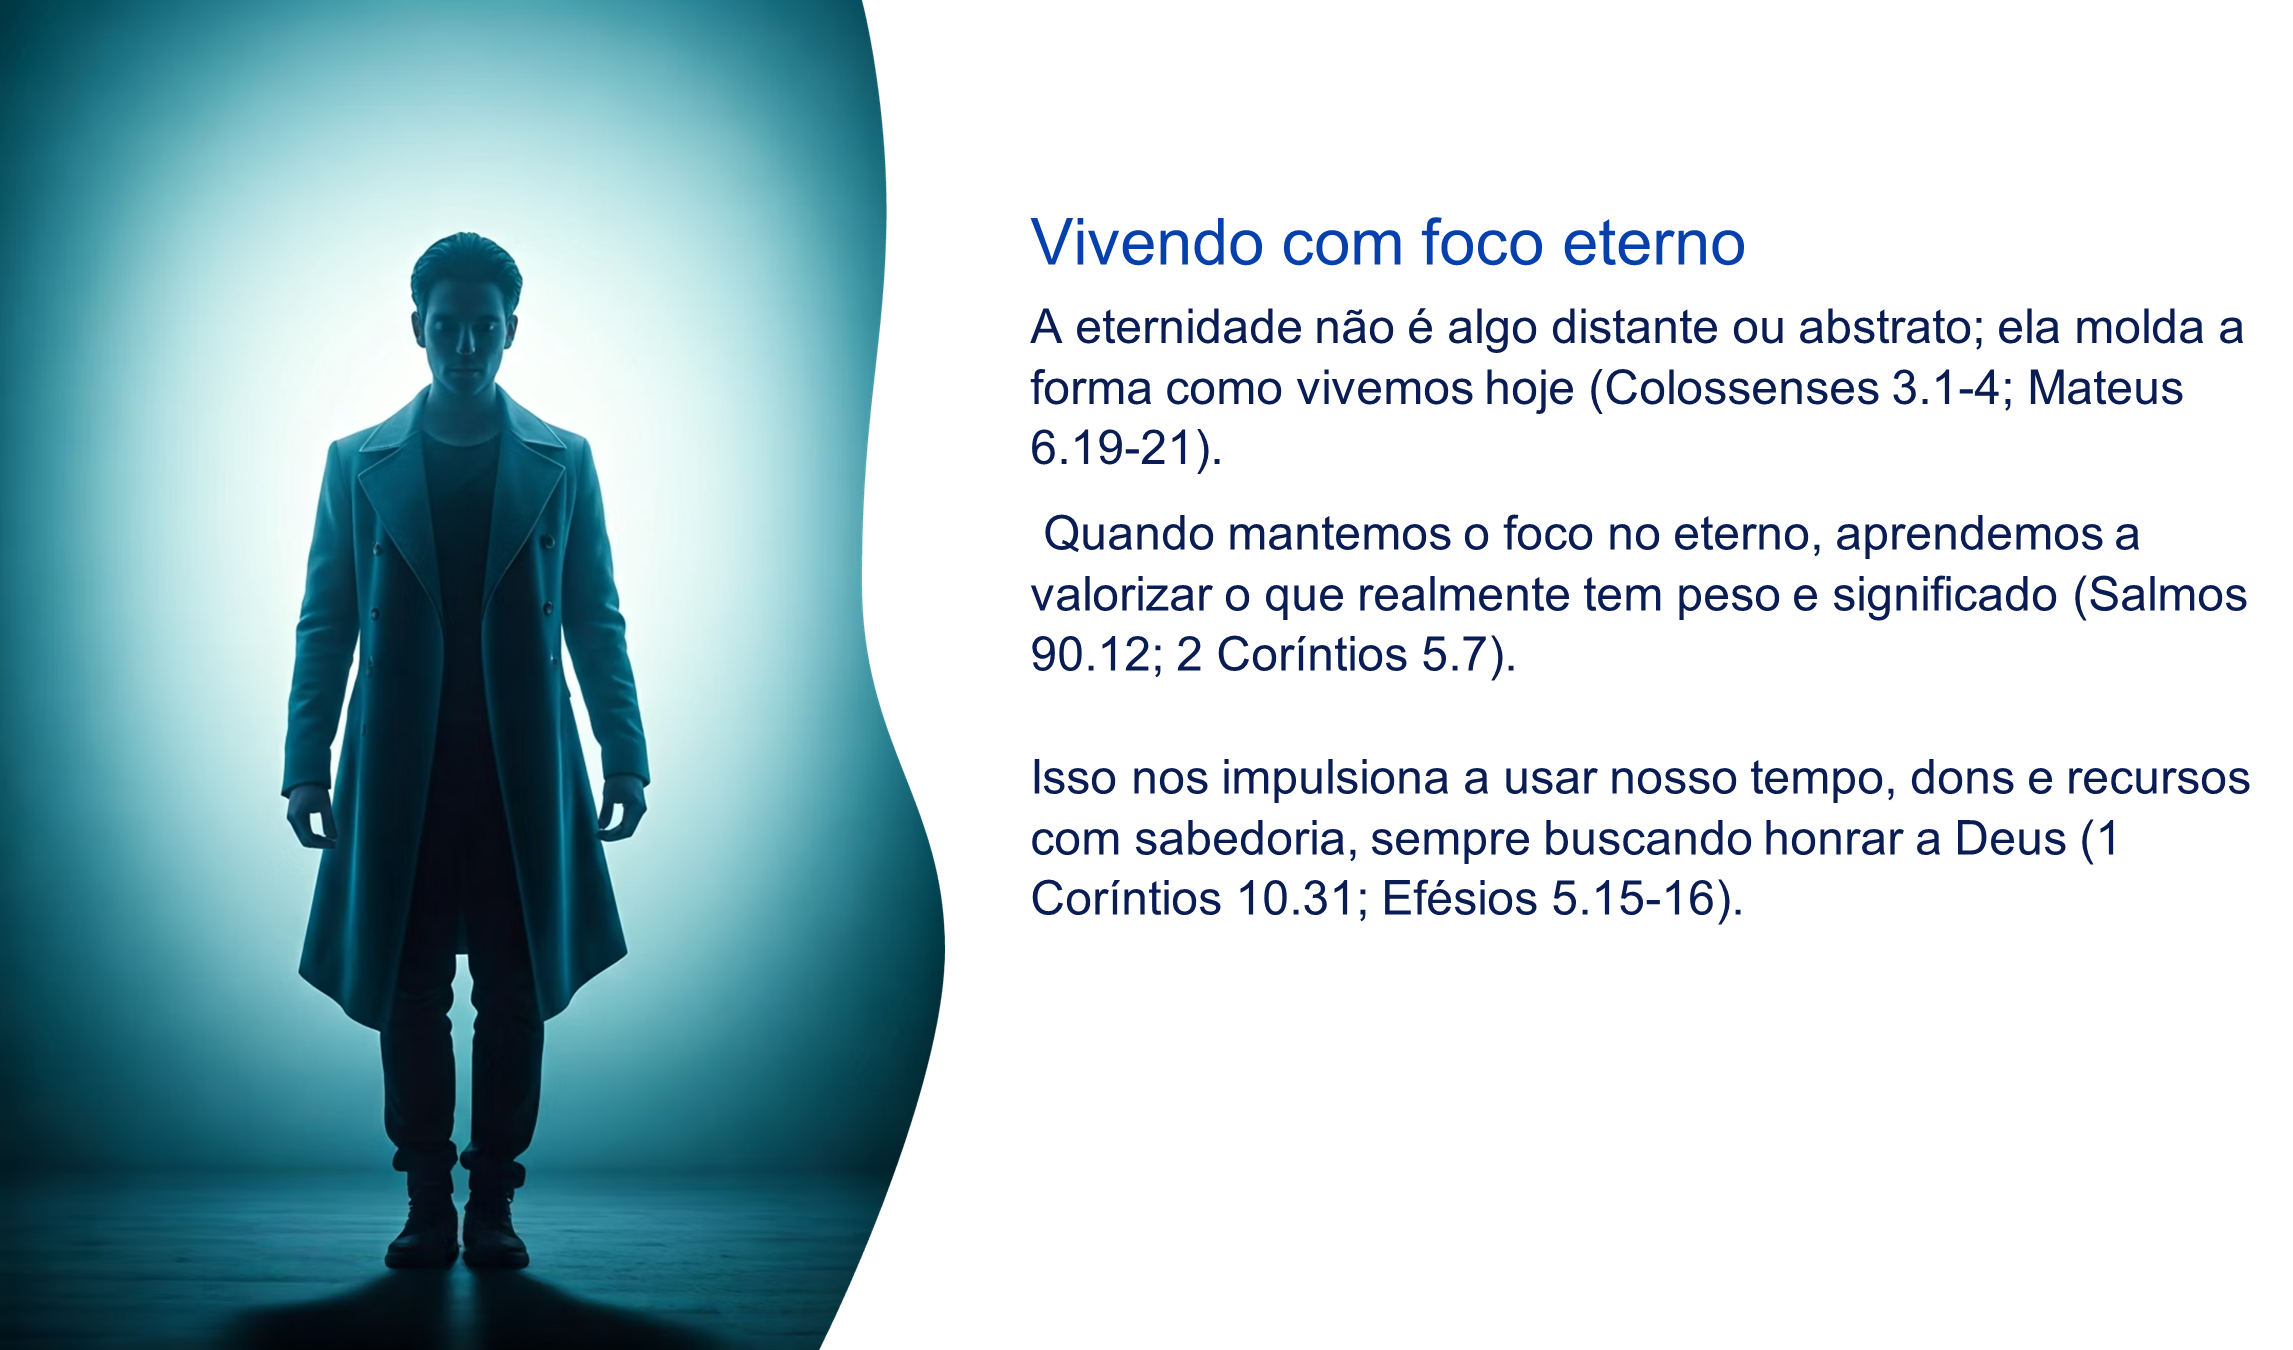 Vivendo com foco eterno
A eternidade não é algo distante ou abstrato; ela molda a
forma como vivemos hoje (Colossenses 3.1-4; Mateus
6.19-21).
Quando mantemos o foco no eterno, aprendemos a
valorizar o que realmente tem peso e significado (Salmos
90.12; 2 Coríntios 5.7).
Isso nos impulsiona a usar nosso tempo, dons e recursos
com sabedoria, sempre buscando honrar a Deus (1
Coríntios 10.31; Efésios 5.15-16).